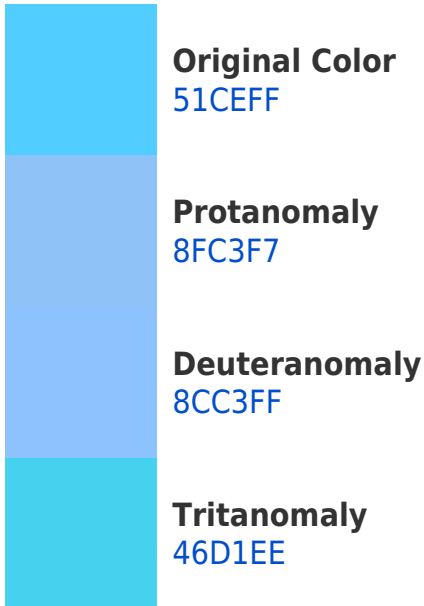 Original Color
51CEFF
Protanomaly
8FC3F7
Deuteranomaly
8CC3FF
Tritanomaly
46D1EE